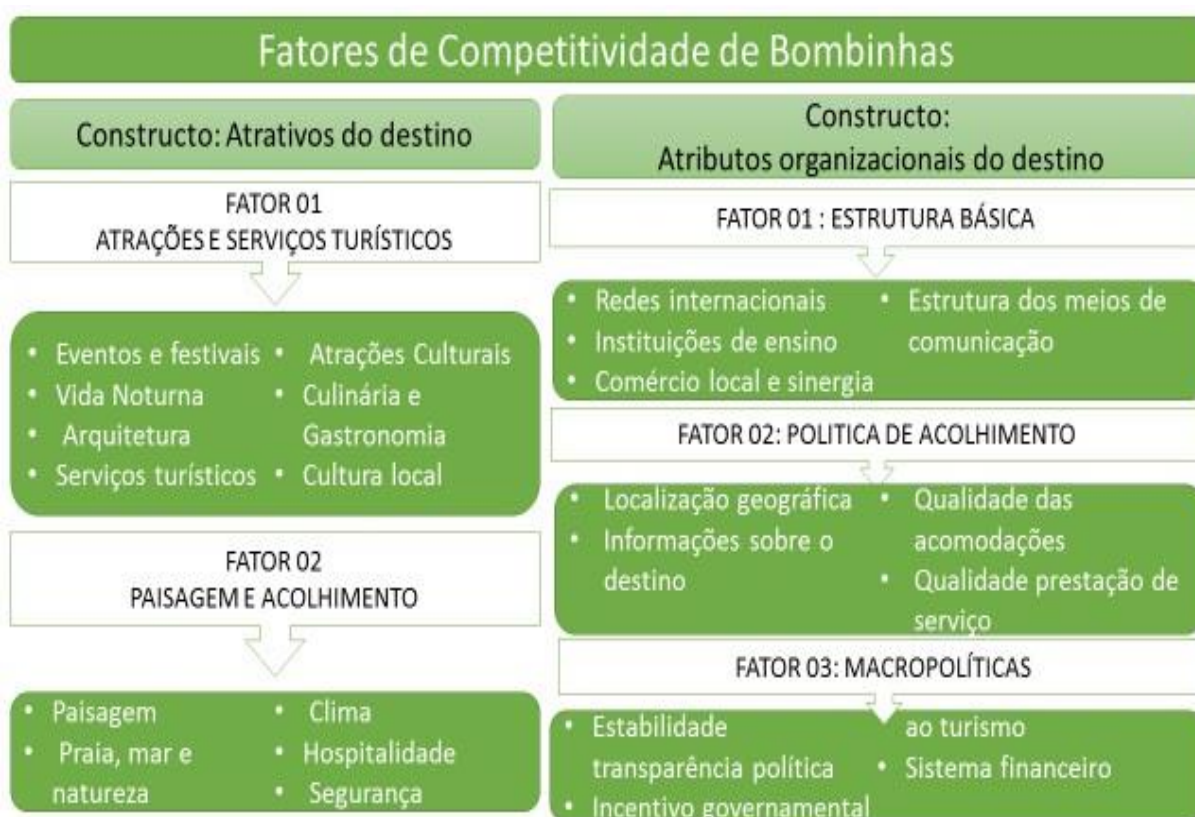 Fatores de Competitividade de Bombinhas
Constructo: Atrativos do destino
FATOR 01
ATRAÇÕES E SERVIÇOS TURÍSTICOS
• Eventos e festivais
• Vida Noturna
• Arquitetura
• Serviços turísticos
• Atrações Culturais
• Culinária e
Gastronomia
• Cultura local
FATOR 02
PAISAGEM E ACOLHIMENTO
• Paisagem
• Praia, mar e
natureza
• Clima
• Hospitalidade
• Segurança
Constructo:
Atributos organizacionais do destino
FATOR 01 : ESTRUTURA BÁSICA
• Redes internacionais
• Instituições de ensino
• Comércio local e sinergia
• Estrutura dos meios de
comunicação
FATOR 02: POLITICA DE ACOLHIMENTO
• Localização geográfica
• Informações sobre o
destino
• Qualidade das
acomodações
• Qualidade prestação de
serviço
FATOR 03: MACROPOLÍTICAS
• Estabilidade
transparência política
• Incentivo governamental
ao turismo
• Sistema financeiro